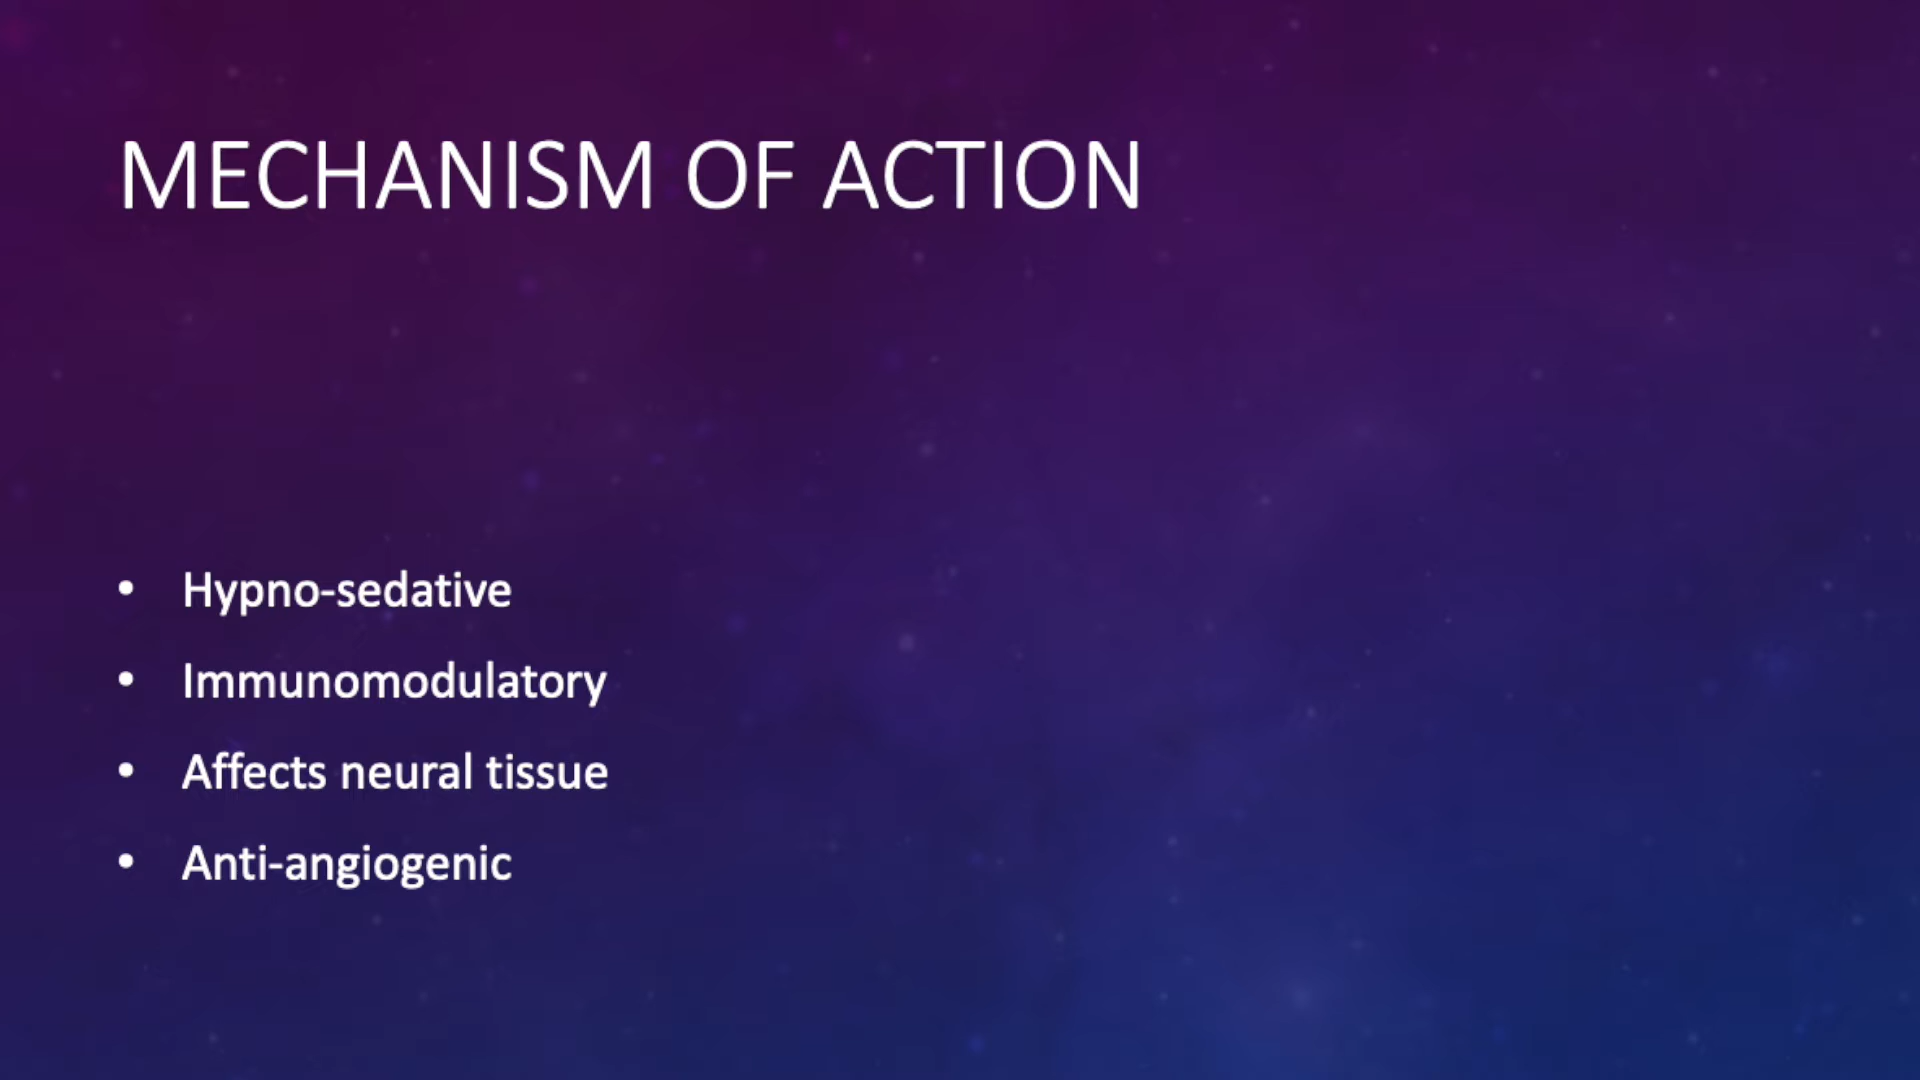 MECHANISM OF ACTION
• Hypno-sedative
• Immunomodulatory
• Affects neural tissue
• Anti-angiogenic